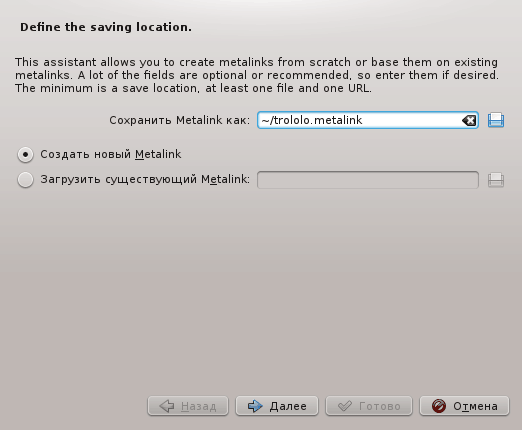 Define the saving location.
This assistant allows you to create metalinks from scratch or base them on existing
metalinks. A lot of the fields are optional or recommended, so enter them if desired.
The minimum is a save location, at least one file and one URL.
Сохранить Metalink как: ~/trololo.metalink
Создать новый Metalink
Загрузить существующий Metalink:
Назад Далее Готово Отмена